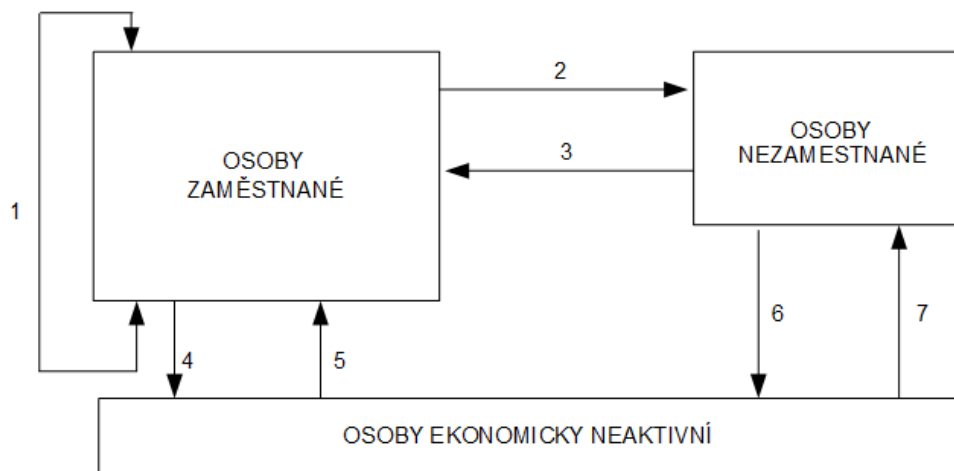 1
2
3
OSOBY
ZAMĚSTNANÉ
OSOBY
NEZAMESTNANÉ
4
5
6
7
OSOBY EKONOMICKY NEAKTIVNÍ